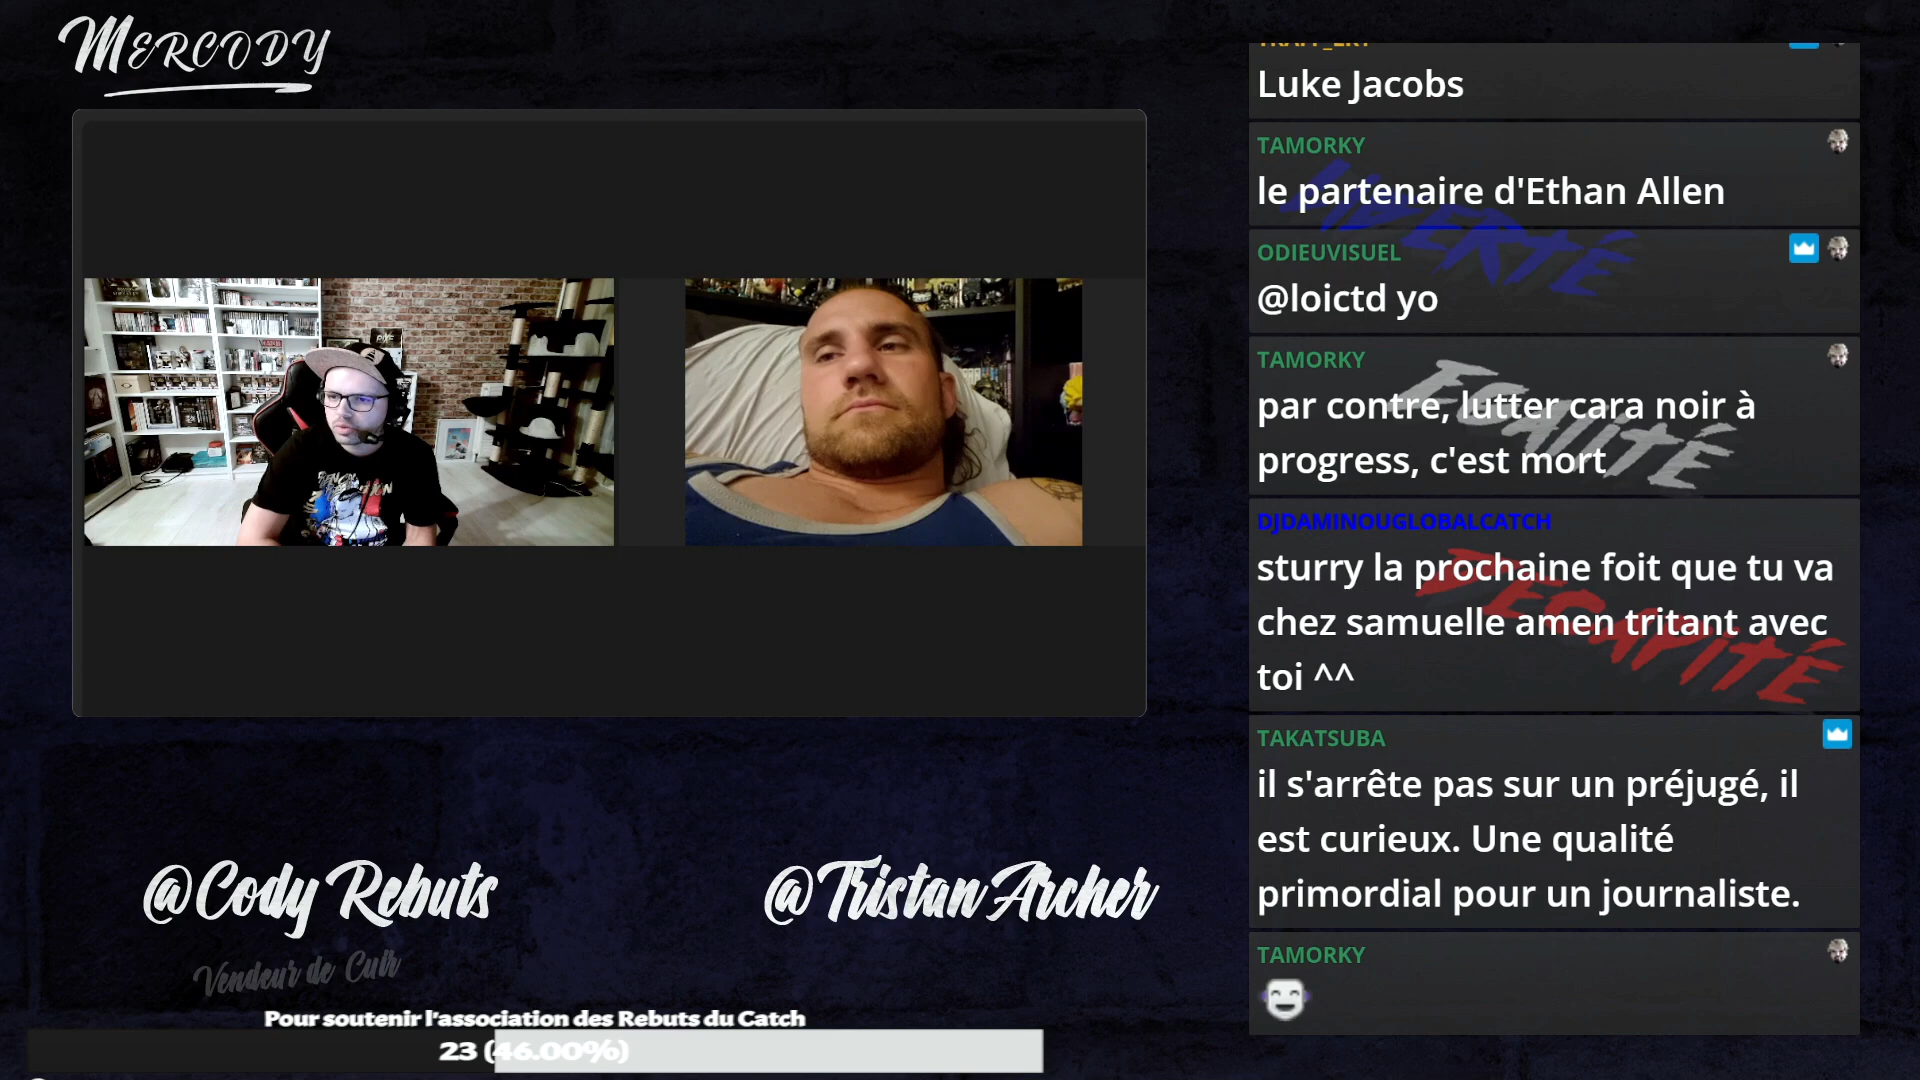 MERCODY
Luke Jacobs
TAMORKY
le partenaire d'Ethan Allen
ODIEUVISUEL
@loictd yo
TAMORKY
par contre, lutter cara noir à
progress, c'est mort
DJDAMINOUGLOBALCATCH
sturry la prochaine foit que tu va
chez samuelle amen tritant avec
toi ^^
TAKATSUBA
il s'arrête pas sur un préjugé, il
est curieux. Une qualité
primordial pour un journaliste.
TAMORKY
LIBERTÉ
EGALITÉ
DECAPITÉ
@Cody Rebuts
@Tristan Archer
Vendeur de Cuir
Pour soutenir l'association des Rebuts du Catch
23 (46.00%)